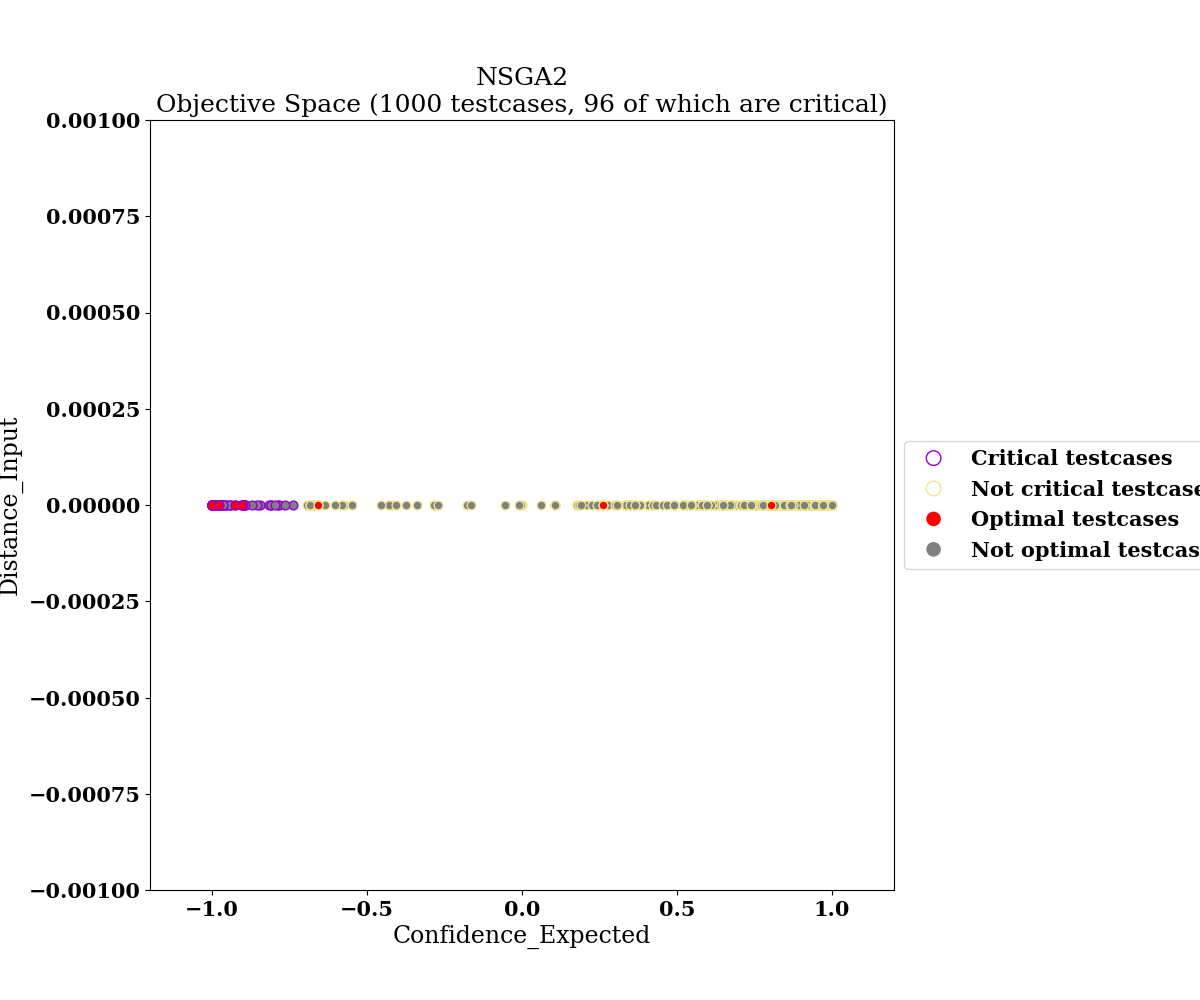 NSGA2
Objective Space (1000 testcases, 96 of which are critical)
0.00100
0.00075
0.00050
0.00025
0.00000
−0.00025
−0.00050
−0.00075
−0.00100
Distance_Input
−1.0
−0.5
0.0
0.5
1.0
Confidence_Expected
Critical testcases
Not critical testcase
Optimal testcases
Not optimal testcas